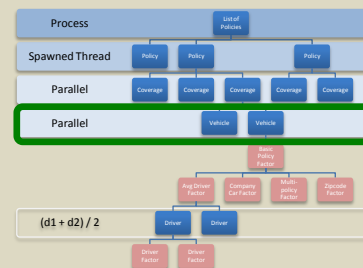 Process
List of
Policies
Spawned Thread
Policy
Policy
Policy
Parallel
Coverage
Coverage
Coverage
Coverage
Coverage
Parallel
Vehicle
Vehicle
Basic
Policy
Factor
Avg Driver
Factor
Company
Car Factor
Multi-
policy
Factor
Zipcode
Factor
(d1 + d2) / 2
Driver
Driver
Driver
Factor
Driver
Factor